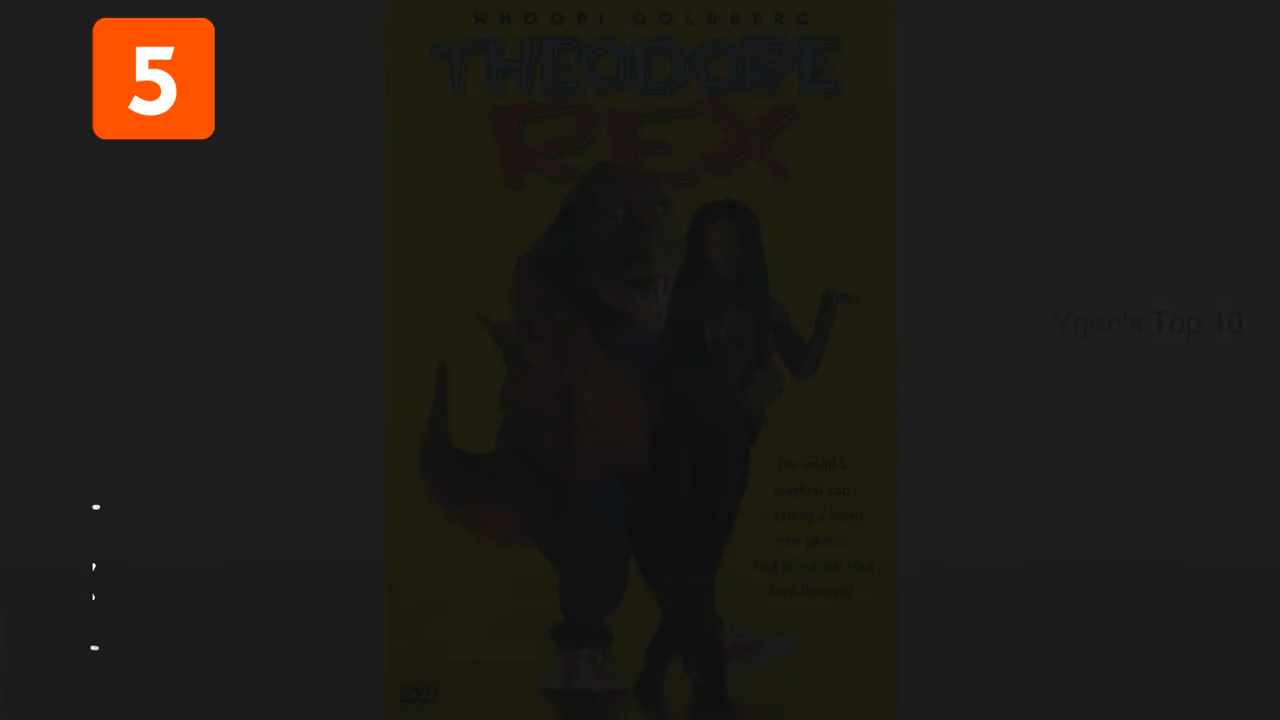 5
WHOOPI GOLDBERG
THEODORE
REX
Ygen's Top 10
The world's
toughest cop
is getting a brand
new partner.
And he's a real blast
from the past.
DVD